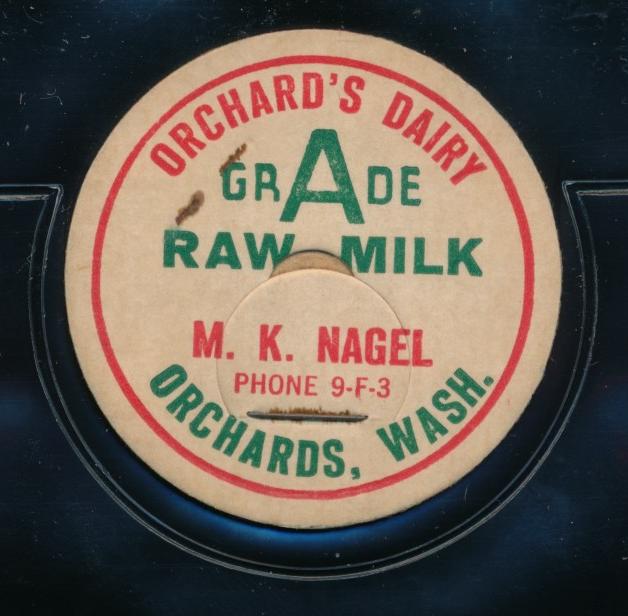 ORCHARD'S DAIRY
GRADE
RAW MILK
M. K. NAGEL
PHONE 9-F-3
ORCHARDS, WASH.